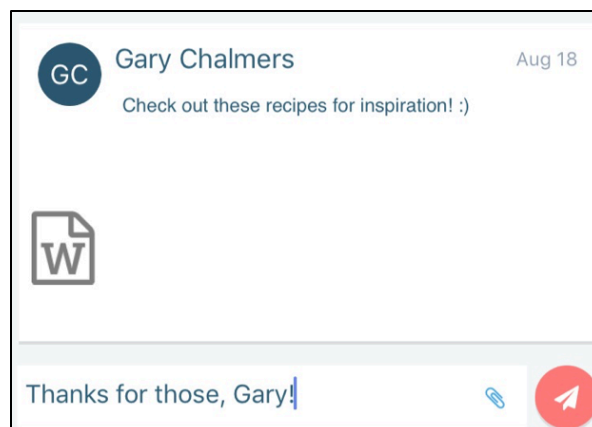 GC
Gary Chalmers
Aug 18
Check out these recipes for inspiration! :)
W
Thanks for those, Gary!